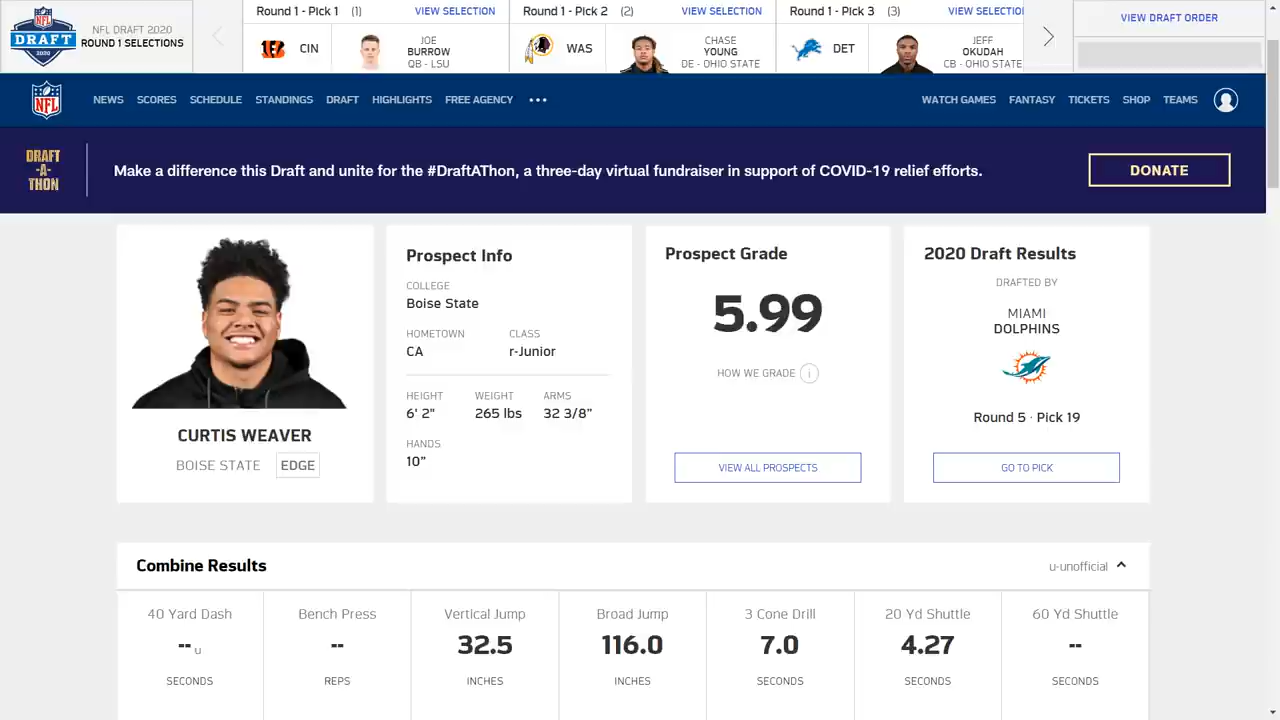 NFL
DRAFT
2020
NFL DRAFT 2020
ROUND 1 SELECTIONS
Round 1 - Pick 1 (1) VIEW SELECTION
CIN
JOE
BURROW
QB - LSU
Round 1 - Pick 2 (2) VIEW SELECTION
WAS
CHASE
YOUNG
DE - OHIO STATE
Round 1 - Pick 3 (3) VIEW SELECTIO
DET
JEFF
OKUDAH
CB - OHIO STATE
VIEW DRAFT ORDER
NFL
NEWS SCORES SCHEDULE STANDINGS DRAFT HIGHLIGHTS FREE AGENCY ••• WATCH GAMES FANTASY TICKETS SHOP TEAMS
DRAFT
-A-
THON
Make a difference this Draft and unite for the #DraftAThon, a three-day virtual fundraiser in support of COVID-19 relief efforts.
DONATE
CURTIS WEAVER
BOISE STATE EDGE
Prospect Info
COLLEGE
Boise State
HOMETOWN CLASS
CA r-Junior
HEIGHT WEIGHT ARMS
6' 2" 265 lbs 32 3/8”
HANDS
10”
Prospect Grade
5.99
HOW WE GRADE i
VIEW ALL PROSPECTS
2020 Draft Results
DRAFTED BY
MIAMI
DOLPHINS
Round 5 · Pick 19
GO TO PICK
Combine Results u-unofficial
40 Yard Dash Bench Press Vertical Jump Broad Jump 3 Cone Drill 20 Yd Shuttle 60 Yd Shuttle
-- u -- 32.5 116.0 7.0 4.27 --
SECONDS REPS INCHES INCHES SECONDS SECONDS SECONDS